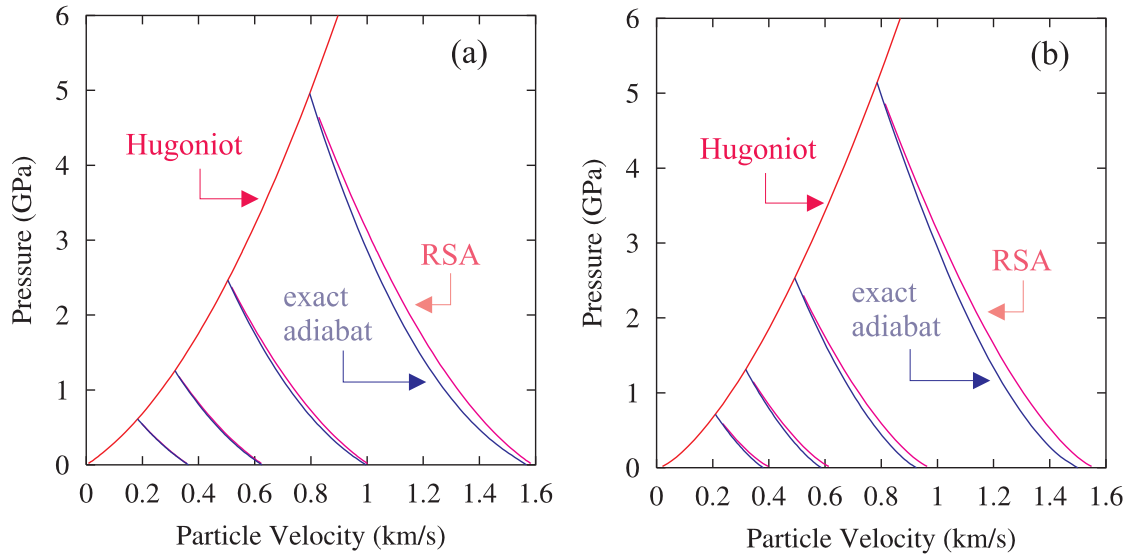 (a)
6
5
4
3
2
1
0
Pressure (GPa)
Hugoniot
RSA
exact
adiabat
0 0.2 0.4 0.6 0.8 1 1.2 1.4 1.6
Particle Velocity (km/s)
(b)
6
5
4
3
2
1
0
Pressure (GPa)
Hugoniot
RSA
exact
adiabat
0 0.2 0.4 0.6 0.8 1 1.2 1.4 1.6
Particle Velocity (km/s)